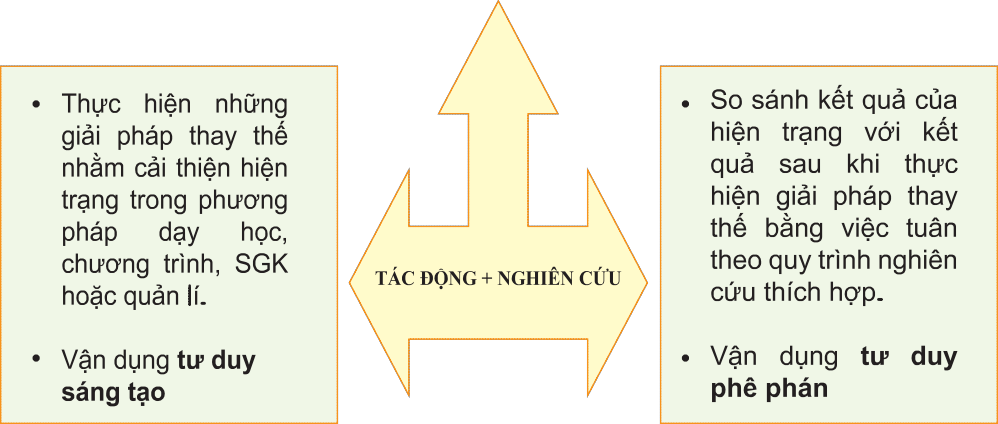 • Thực hiện những
giải pháp thay thế
nhằm cải thiện hiện
trạng trong phương
pháp dạy học,
chương trình, SGK
hoặc quản lí.
• Vận dụng tư duy
sáng tạo
TÁC ĐỘNG + NGHIÊN CỨU
• So sánh kết quả của
hiện trạng với kết
quả sau khi thực
hiện giải pháp thay
thế bằng việc tuân
theo quy trình nghiên
cứu thích hợp.
• Vận dụng tư duy
phê phán